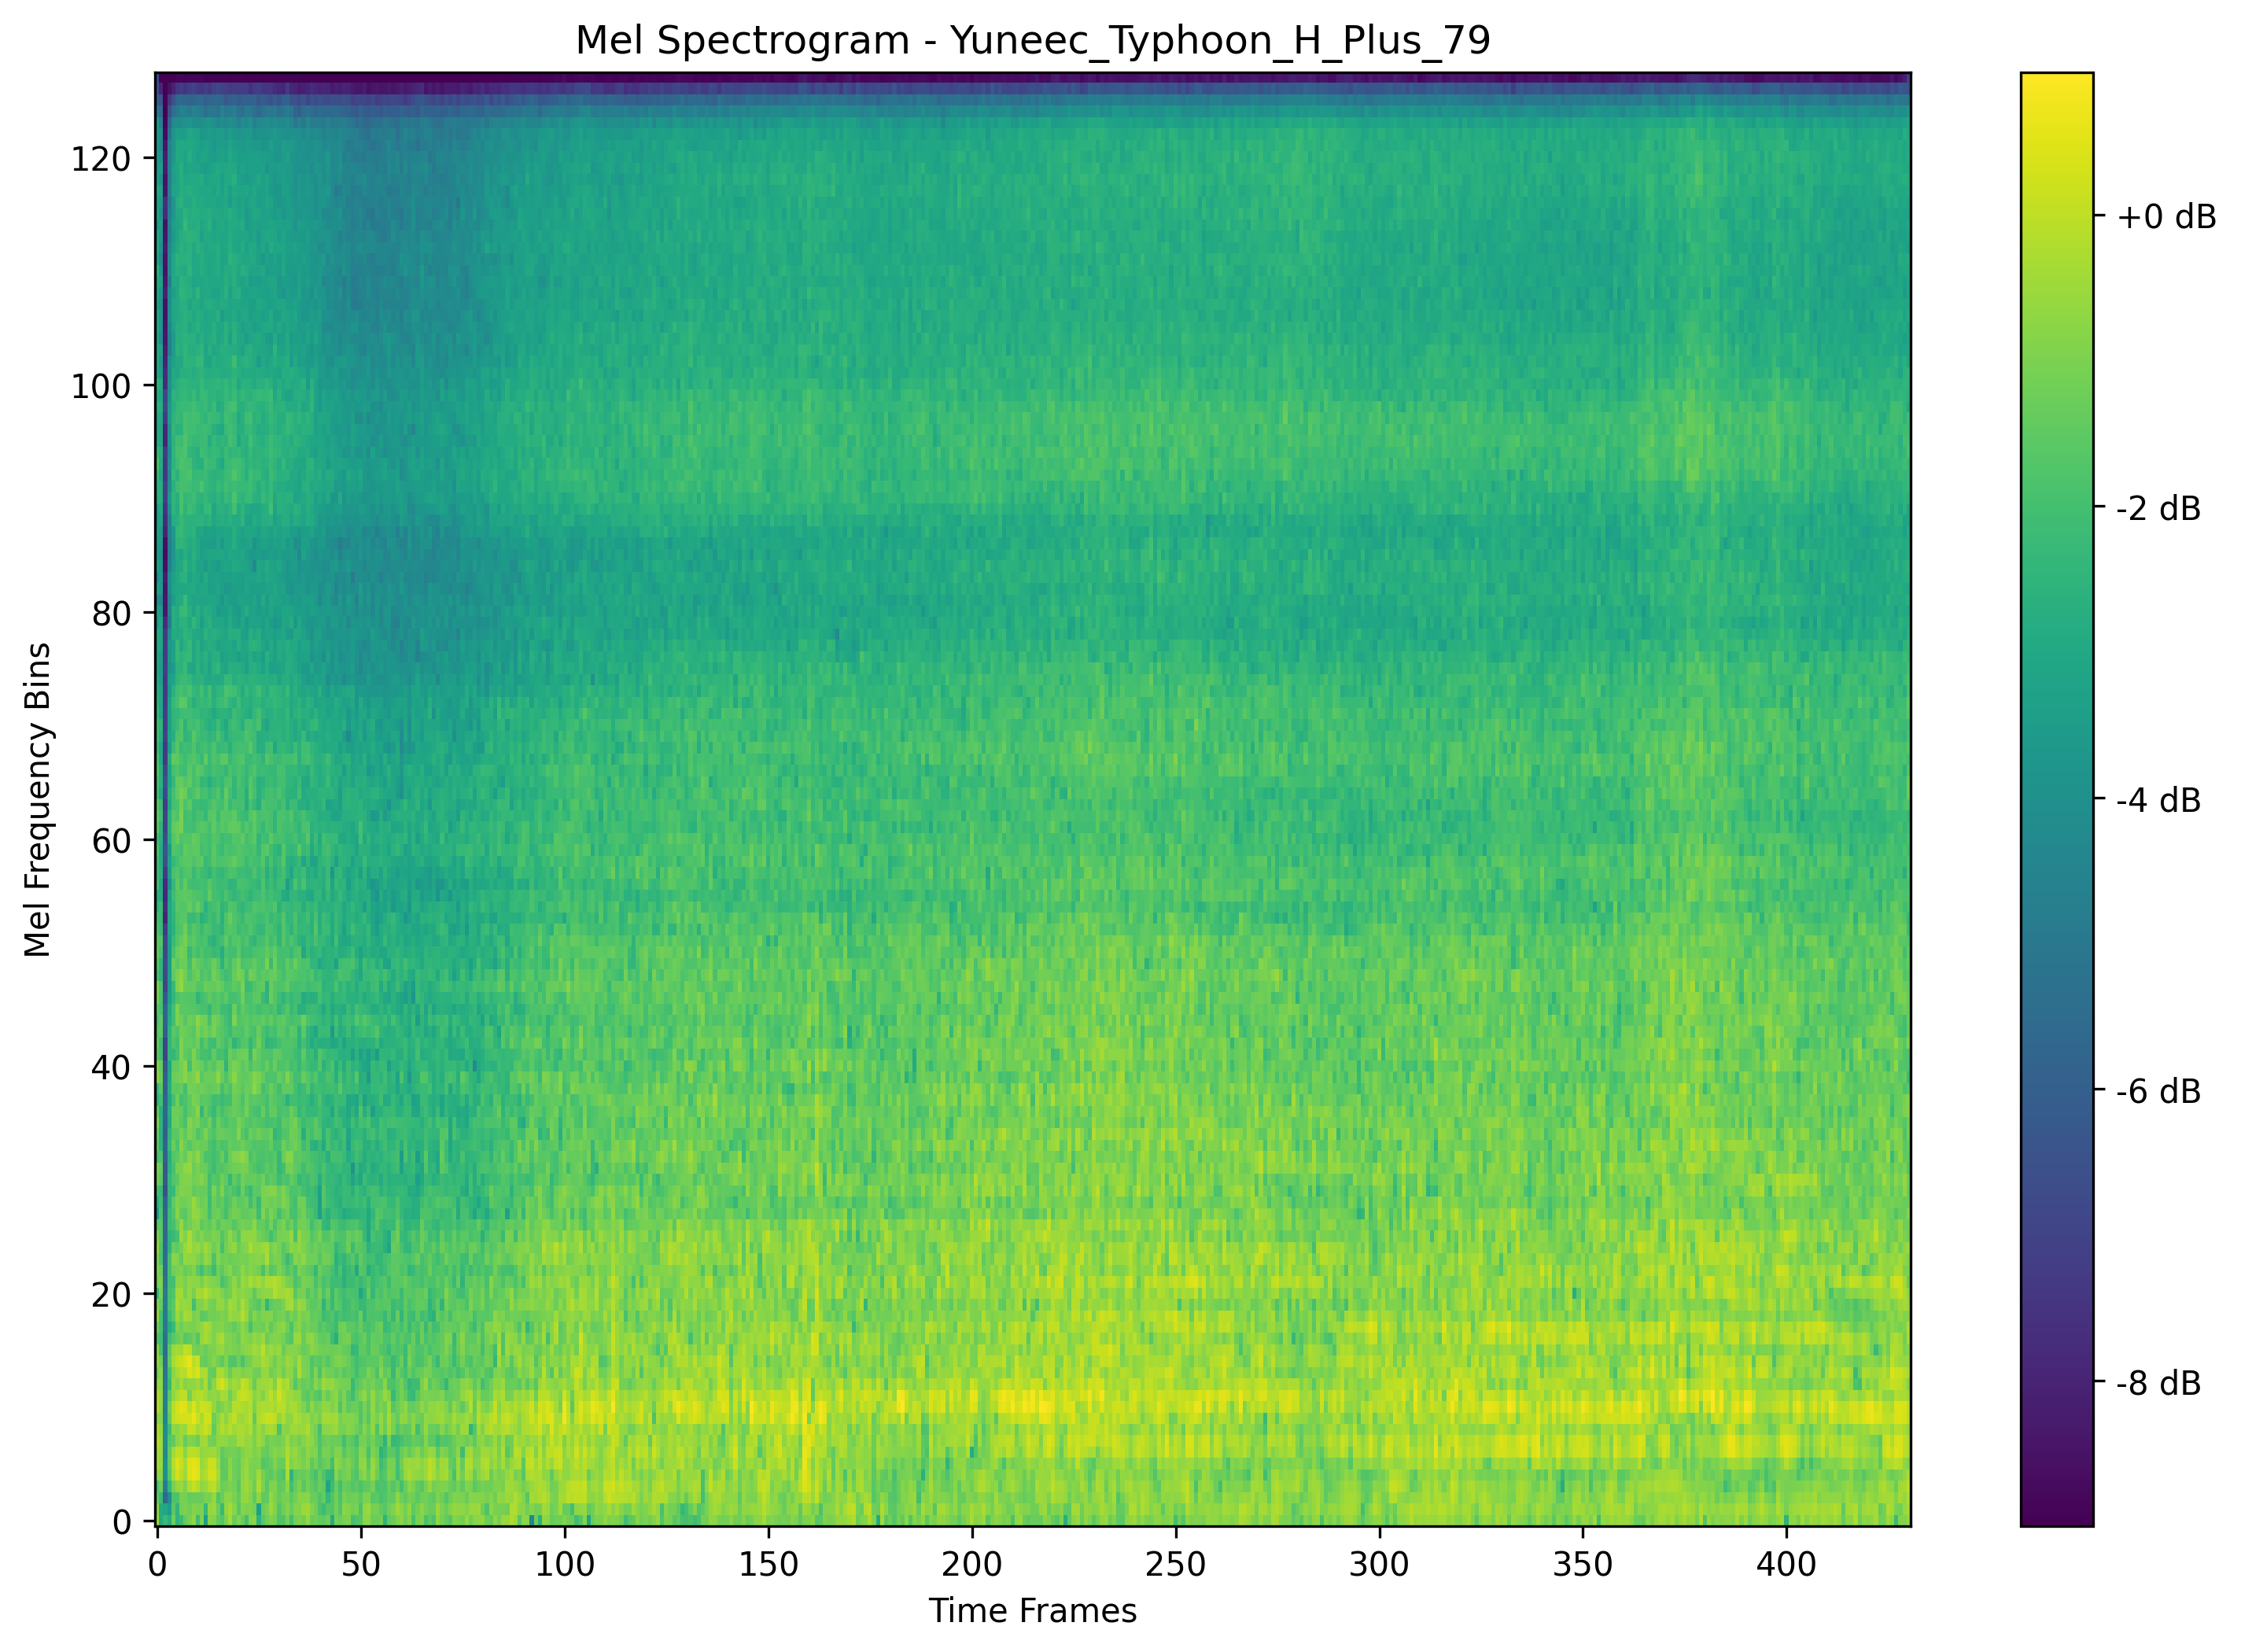 Mel Spectrogram - Yuneec_Typhoon_H_Plus_79
Mel Frequency Bins
120
100
80
60
40
20
0
0 50 100 150 200 250 300 350 400
Time Frames
+0 dB
-2 dB
-4 dB
-6 dB
-8 dB